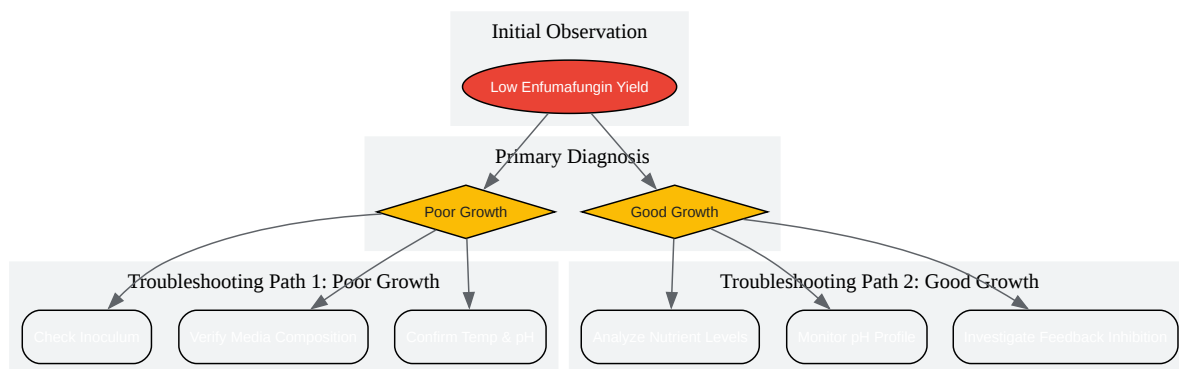 Initial Observation
Low Enfumafungin Yield
Primary Diagnosis
Poor Growth
Good Growth
Troubleshooting Path 1: Poor Growth
Check Inoculum
Verify Media Composition
Confirm Temp & pH
Troubleshooting Path 2: Good Growth
Analyze Nutrient Levels
Monitor pH Profile
Investigate Feedback Inhibition